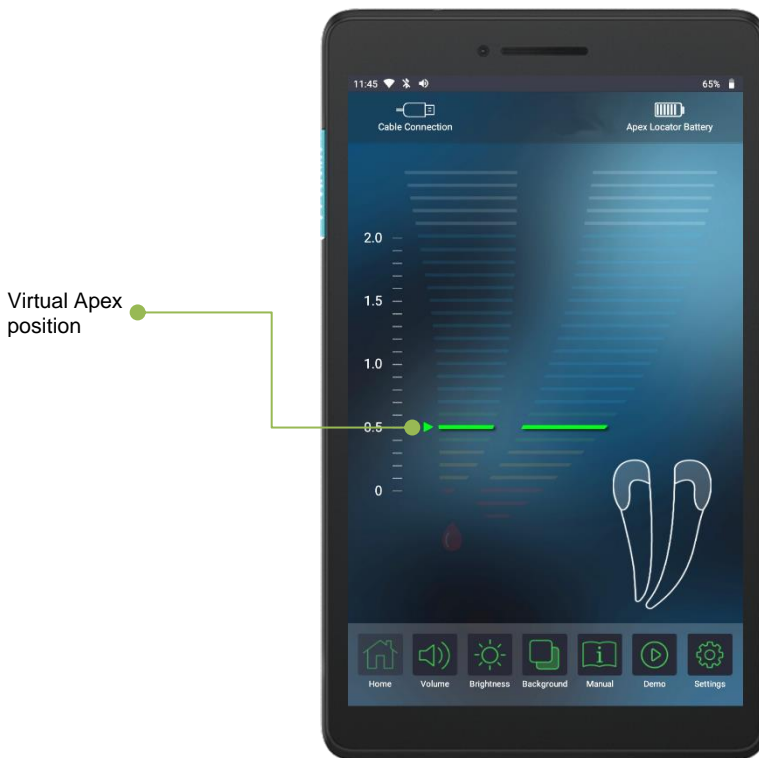 11:45
65%
Cable Connection
Apex Locator Battery
2.0
1.5
1.0
0.5
0
Virtual Apex
position
Home
Volume
Brightness
Background
Manual
Demo
Settings